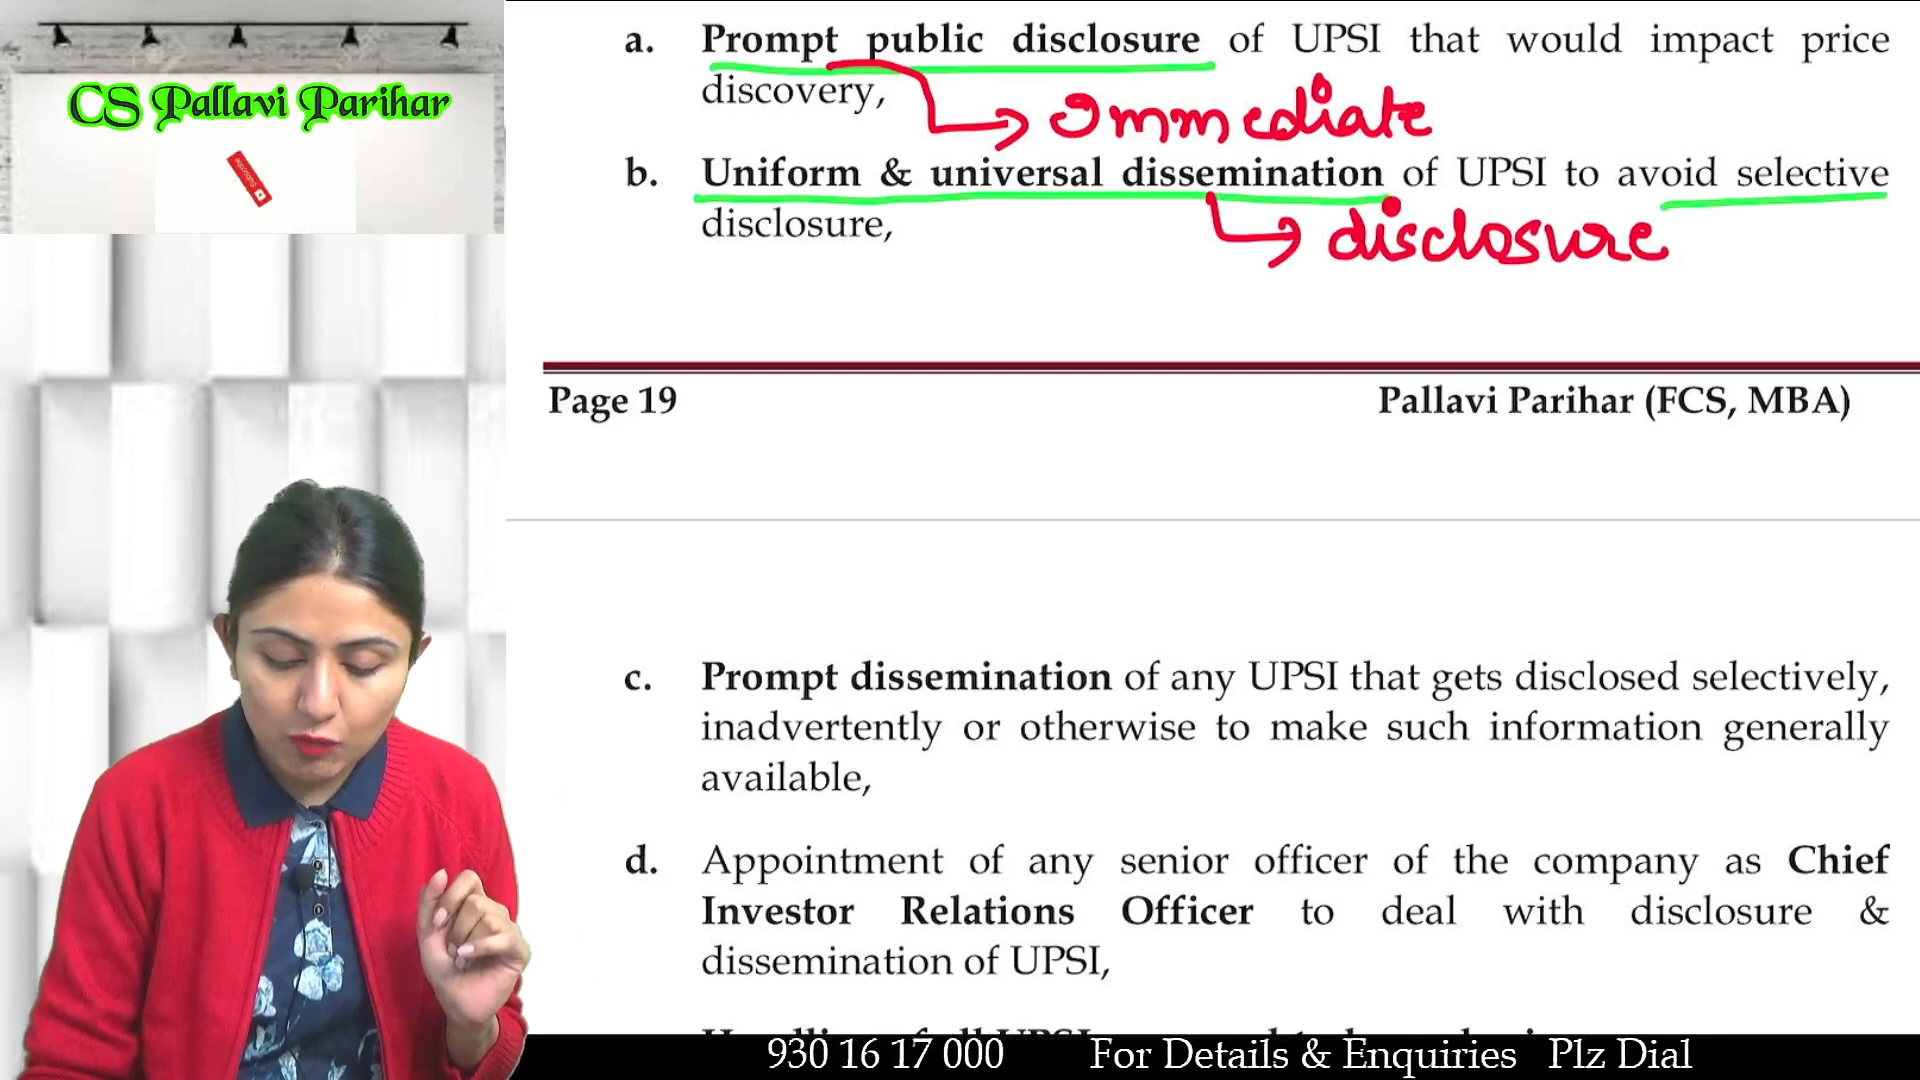 CS Pallavi Parihar
Subscribe
a. Prompt public disclosure of UPSI that would impact price
discovery,
Immediate
b. Uniform & universal dissemination of UPSI to avoid selective
disclosure,
disclosure
Page 19 Pallavi Parihar (FCS, MBA)
c. Prompt dissemination of any UPSI that gets disclosed selectively,
inadvertently or otherwise to make such information generally
available,
d. Appointment of any senior officer of the company as Chief
Investor Relations Officer to deal with disclosure &
dissemination of UPSI,
930 16 17 000 For Details & Enquiries Plz Dial